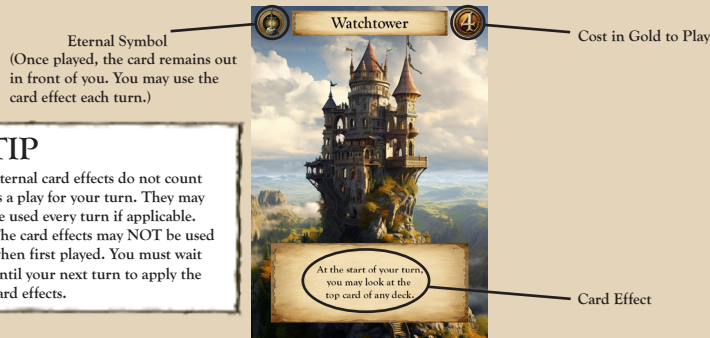 Eternal Symbol
(Once played, the card remains out
in front of you. You may use the
card effect each turn.)
Watchtower
4
Cost in Gold to Play
TIP
ternal card effects do not count
s a play for your turn. They may
e used every turn if applicable.
he card effects may NOT be used
hen first played. You must wait
ntil your next turn to apply the
ard effects.
At the start of your turn,
you may look at the
top card of any deck.
Card Effect